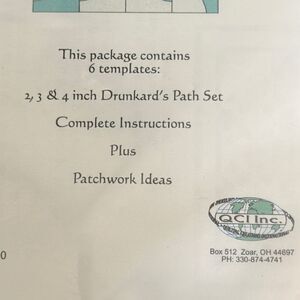 This package contains
6 templates:
2, 3 & 4 inch Drunkard's Path Set
Complete Instructions
Plus
Patchwork Ideas
QCI Inc.
Box 512 Zoar, OH 44697
PH: 330-874-4741
0